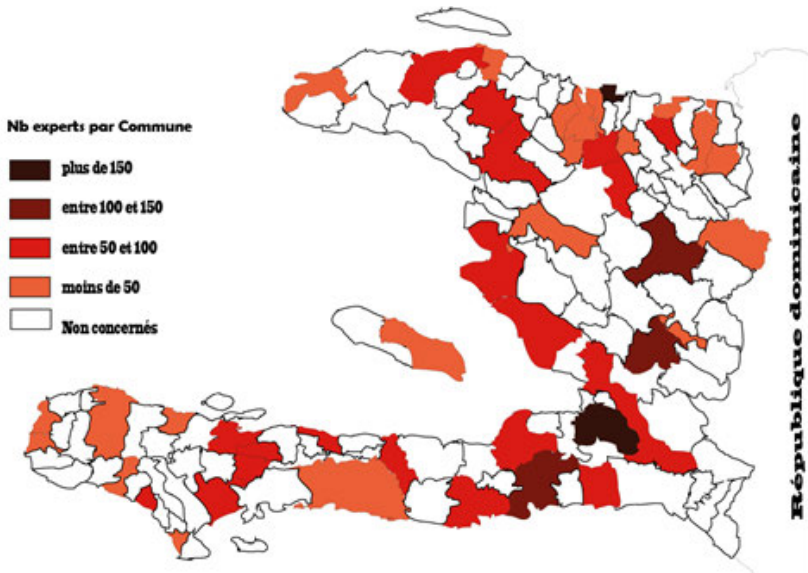 Nb experts par Commune
plus de 150
entre 100 et 150
entre 50 et 100
moins de 50
Non concernés
République dominicaine